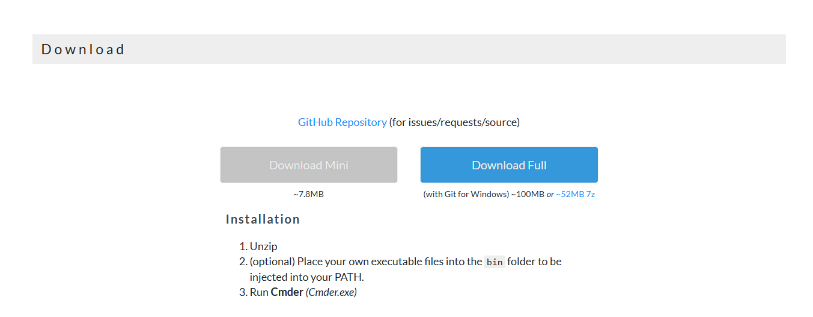 Download
GitHub Repository (for issues/requests/source)
Download Mini
Download Full
~7.8MB
(with Git for Windows) ~100MB or ~52MB 7z
Installation
1. Unzip
2. (optional) Place your own executable files into the bin folder to be
injected into your PATH.
3. Run Cmder (Cmder.exe)